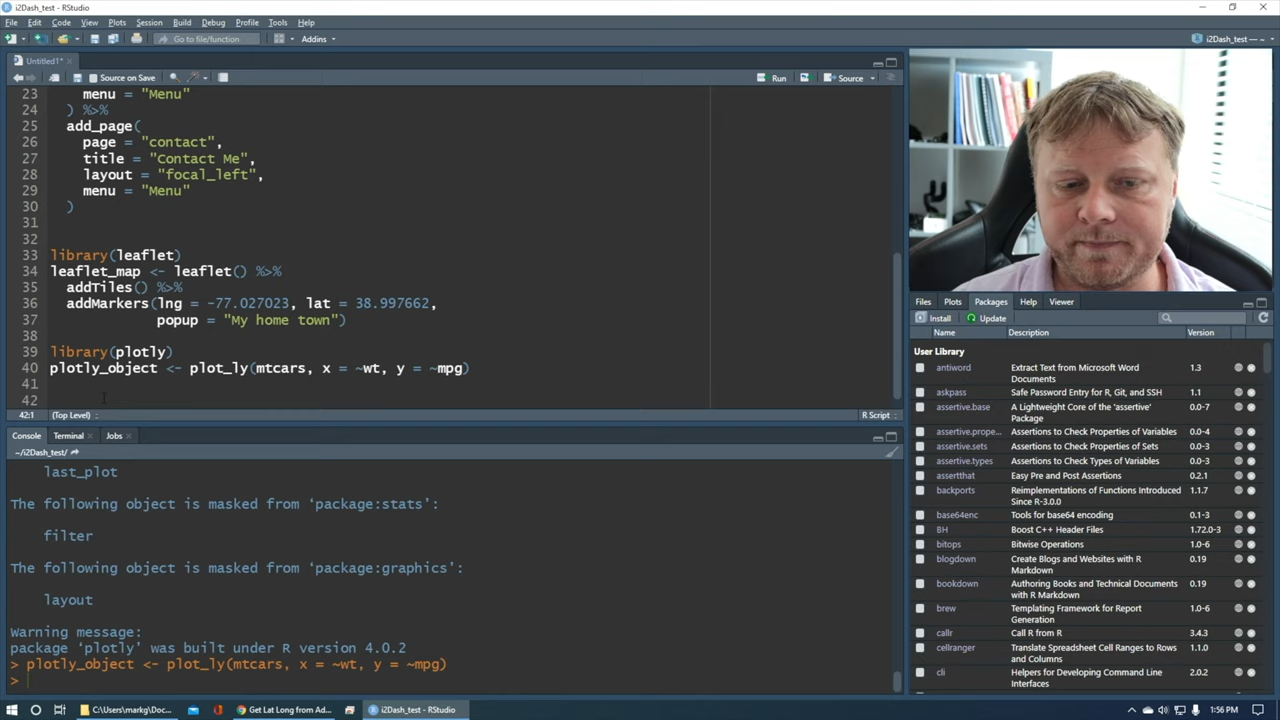 i2Dash_test - RStudio
File Edit Code View Plots Session Build Debug Profile Tools Help
Go to file/function Addins i2Dash_test — ~
Untitled1*
Source on Save Run Source
23 menu = "Menu"
24 ) %>%
25 add_page(
26 page = "contact",
27 title = "Contact Me",
28 layout = "focal_left",
29 menu = "Menu"
30 )
31
32
33 library(leaflet)
34 leaflet_map <- leaflet() %>%
35 addTiles() %>%
36 addMarkers(lng = -77.027023, lat = 38.997662,
37 popup = "My home town")
38
39 library(plotly)
40 plotly_object <- plot_ly(mtcars, x = ~wt, y = ~mpg)
41
42
42:1 (Top Level) R Script
Console Terminal Jobs
~/i2Dash_test/
last_plot
The following object is masked from ‘package:stats’:
filter
The following object is masked from ‘package:graphics’:
layout
Warning message:
package ‘plotly’ was built under R version 4.0.2
> plotly_object <- plot_ly(mtcars, x = ~wt, y = ~mpg)
>
Files Plots Packages Help Viewer
Install Update
Name Description Version
User Library
antiword Extract Text from Microsoft Word Documents 1.3
askpass Safe Password Entry for R, Git, and SSH 1.1
assertive.base A Lightweight Core of the 'assertive' Package 0.0-7
assertive.prope... Assertions to Check Properties of Variables 0.0-4
assertive.sets Assertions to Check Properties of Sets 0.0-3
assertive.types Assertions to Check Types of Variables 0.0-3
assertthat Easy Pre and Post Assertions 0.2.1
backports Reimplementations of Functions Introduced Since R-3.0.0 1.1.7
base64enc Tools for base64 encoding 0.1-3
BH Boost C++ Header Files 1.72.0-3
bitops Bitwise Operations 1.0-6
blogdown Create Blogs and Websites with R Markdown 0.19
bookdown Authoring Books and Technical Documents with R Markdown 0.19
brew Templating Framework for Report Generation 1.0-6
callr Call R from R 3.4.3
cellranger Translate Spreadsheet Cell Ranges to Rows and Columns 1.1.0
cli Helpers for Developing Command Line Interfaces 2.0.2
C:\Users\markg\Doc... Get Lat Long from Ad... i2Dash_test - RStudio 1:56 PM